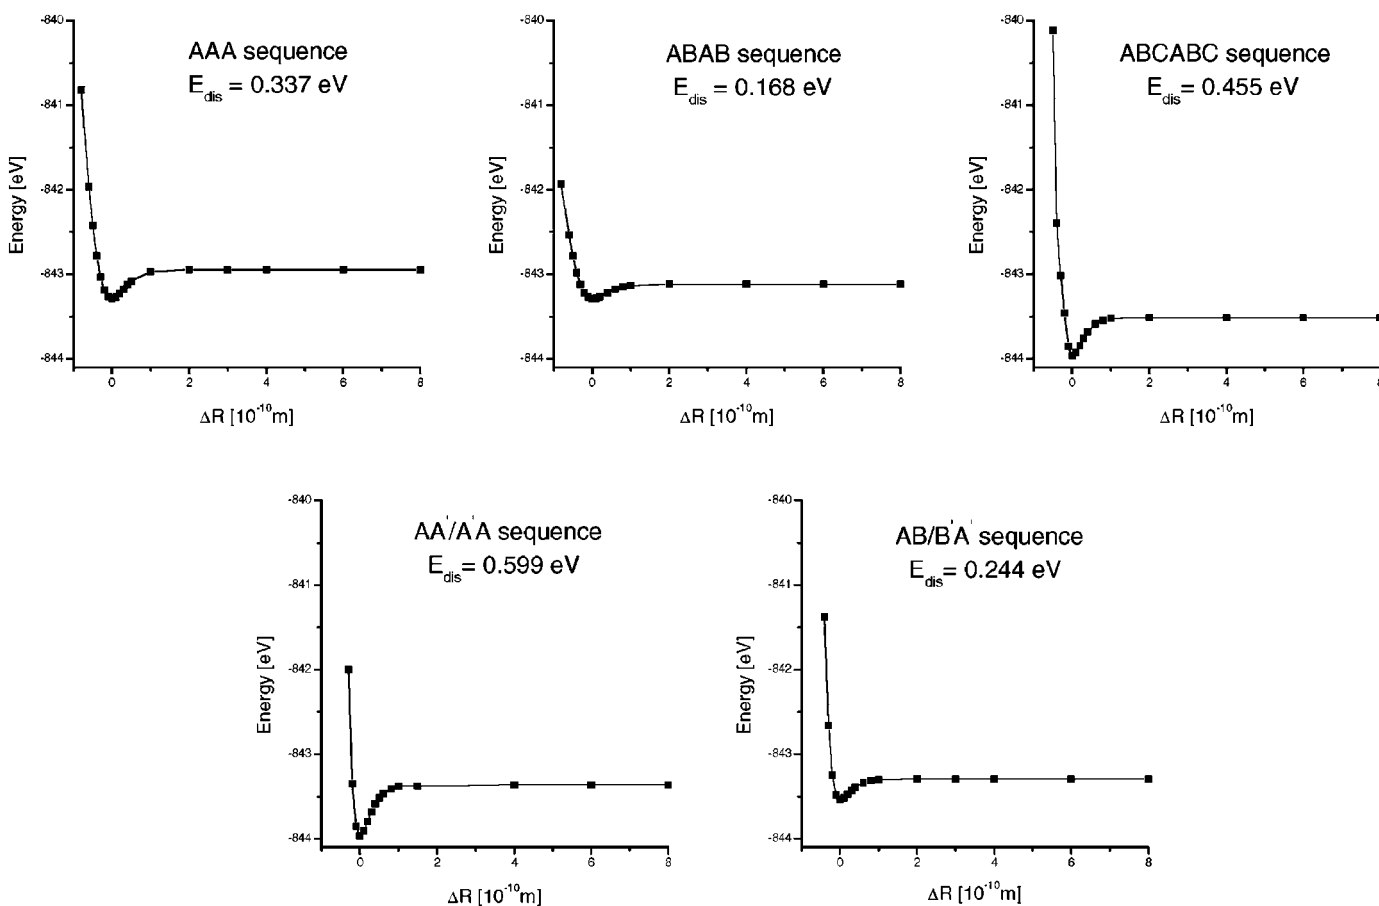 AAA sequence
E_dis = 0.337 eV
-840
-841
-842
-843
-844
Energy [eV]
0 2 4 6 8
ΔR [10^-10 m]
ABAB sequence
E_dis = 0.168 eV
-840
-841
-842
-843
-844
Energy [eV]
0 2 4 6 8
ΔR [10^-10 m]
ABCABC sequence
E_dis = 0.455 eV
-840
-841
-842
-843
-844
Energy [eV]
0 2 4 6 8
ΔR [10^-10 m]
AA'/A'A sequence
E_dis = 0.599 eV
-840
-841
-842
-843
-844
Energy [eV]
0 2 4 6 8
ΔR [10^-10 m]
AB/B'A' sequence
E_dis = 0.244 eV
-840
-841
-842
-843
-844
Energy [eV]
0 2 4 6 8
ΔR [10^-10 m]